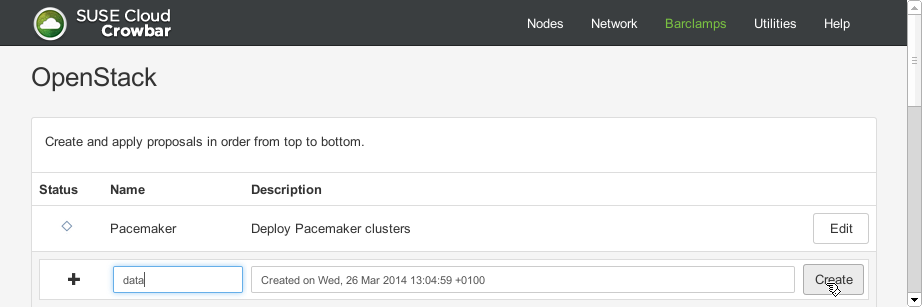 SUSE Cloud
Crowbar
Nodes Network Barclamps Utilities Help
OpenStack
Create and apply proposals in order from top to bottom.
Status Name Description
Pacemaker Deploy Pacemaker clusters Edit
data Created on Wed, 26 Mar 2014 13:04:59 +0100 Create